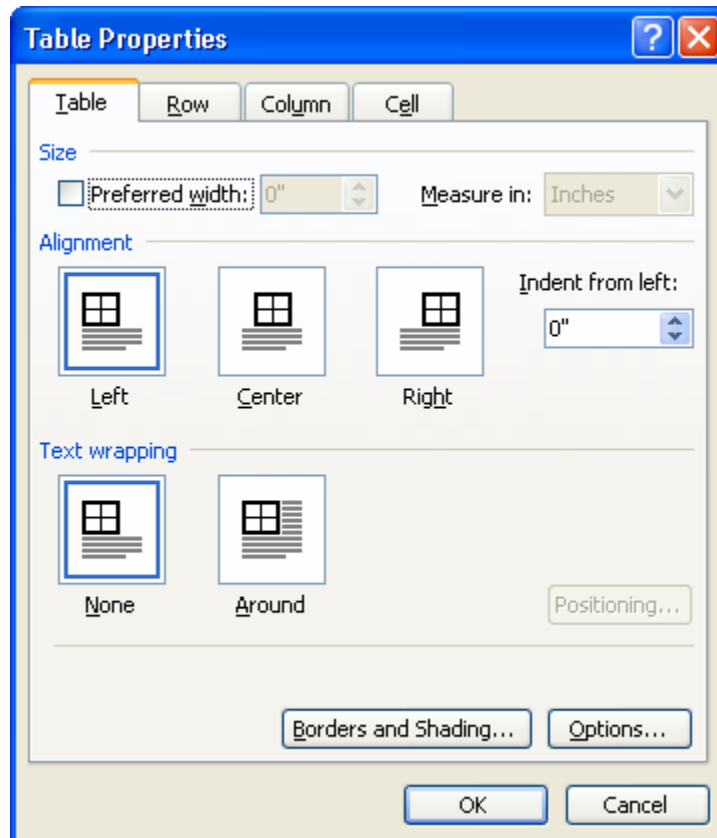 Table Properties
Table Row Column Cell
Size
Preferred width: 0" Measure in: Inches
Alignment
Indent from left:
0"
Left Center Right
Text wrapping
None Around
Positioning...
Borders and Shading... Options...
OK Cancel